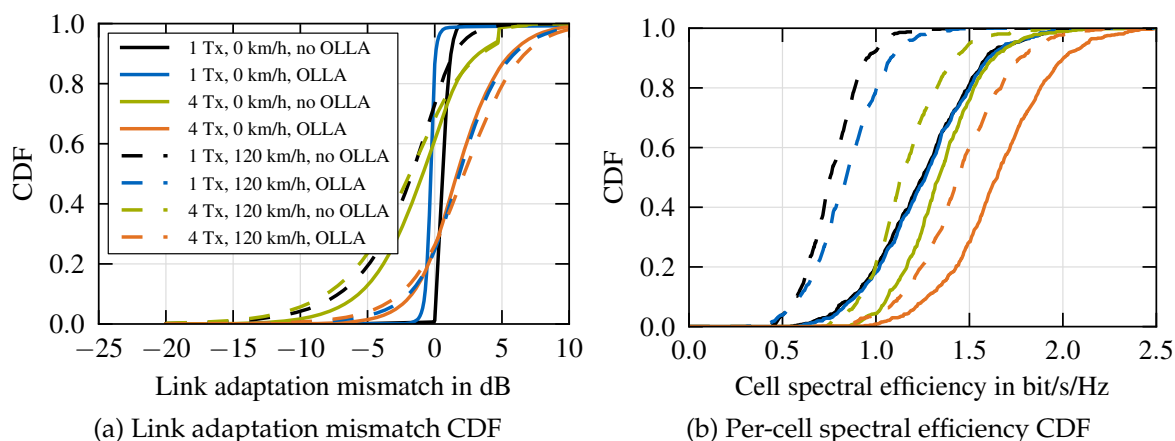 CDF
1.0
0.8
0.6
0.4
0.2
0.0
1 Tx, 0 km/h, no OLLA
1 Tx, 0 km/h, OLLA
4 Tx, 0 km/h, no OLLA
4 Tx, 0 km/h, OLLA
1 Tx, 120 km/h, no OLLA
1 Tx, 120 km/h, OLLA
4 Tx, 120 km/h, no OLLA
4 Tx, 120 km/h, OLLA
−25 −20 −15 −10 −5 0 5 10
Link adaptation mismatch in dB
(a) Link adaptation mismatch CDF
CDF
1.0
0.8
0.6
0.4
0.2
0.0
0.0 0.5 1.0 1.5 2.0 2.5
Cell spectral efficiency in bit/s/Hz
(b) Per-cell spectral efficiency CDF